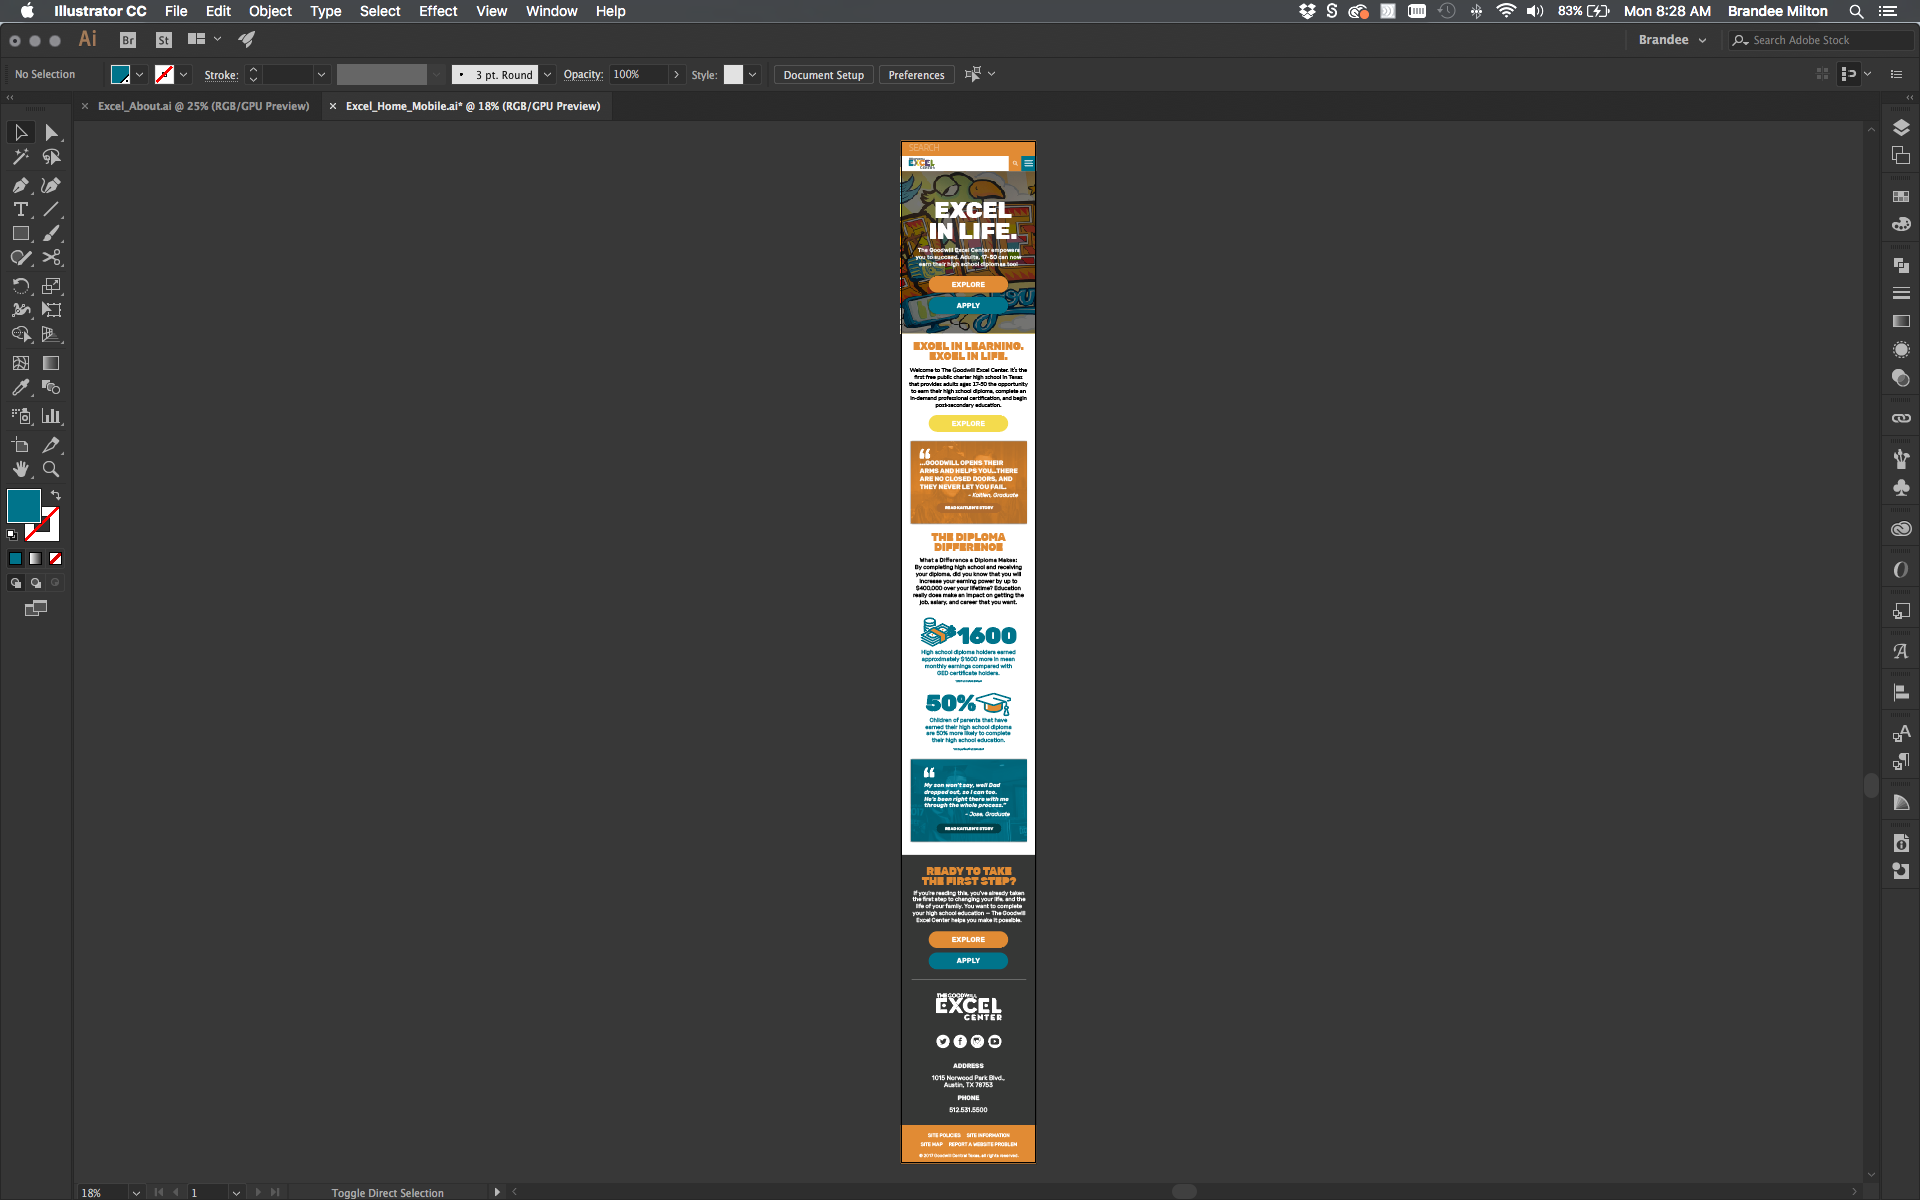 Illustrator CC File Edit Object Type Select Effect View Window Help
83% Mon 8:28 AM Brandee Milton
Ai Br St Brandee Search Adobe Stock
No Selection Stroke: 3 pt. Round Opacity: 100% Style: Document Setup Preferences
Excel_About.ai @ 25% (RGB/GPU Preview) Excel_Home_Mobile.ai* @ 18% (RGB/GPU Preview)
SEARCH
EXCEL
CENTER
EXCEL
IN LIFE.
The Goodwill Excel Center empowers
you to succeed. Adults, 17-50 can now
earn their high school diplomas too!
EXPLORE
APPLY
EXCEL IN LEARNING.
EXCEL IN LIFE.
Welcome to The Goodwill Excel Center. It's the
first free public charter high school in Texas
that provides adults ages 17-50 the opportunity
to earn their high school diploma, complete an
in-demand professional certification, and begin
post-secondary education.
EXPLORE
“
...GOODWILL OPENS THEIR
ARMS AND HELPS YOU...THERE
ARE NO CLOSED DOORS, AND
THEY NEVER LET YOU FAIL.
- Kaitlen, Graduate
READ KAITLEN'S STORY
THE DIPLOMA
DIFFERENCE
What a Difference a Diploma Makes:
By completing high school and receiving
your diploma, did you know that you will
increase your earning power by up to
$400,000 over your lifetime? Education
really does make an impact on getting the
job, salary, and career that you want.
1600
High school diploma holders earned
approximately $1600 more in mean
monthly earnings compared with
GED certificate holders.
50%
Children of parents that have
earned their high school diploma
are 50% more likely to complete
their high school education.
“
My son won't say, well Dad
dropped out, so I can too.
He's been right there with me
through the whole process."
- Jose, Graduate
READ KAITLEN'S STORY
READY TO TAKE
THE FIRST STEP?
If you're reading this, you've already taken
the first step to changing your life, and the
life of your family. You want to complete
your high school education — The Goodwill
Excel Center helps you make it possible.
EXPLORE
APPLY
THE GOODWILL
EXCEL
CENTER
ADDRESS
1015 Norwood Park Blvd.,
Austin, TX 78753
PHONE
512.531.5500
SITE POLICIES SITE INFORMATION
SITE MAP REPORT A WEBSITE PROBLEM
© 2017 Goodwill Central Texas, all rights reserved.
18% 1 Toggle Direct Selection